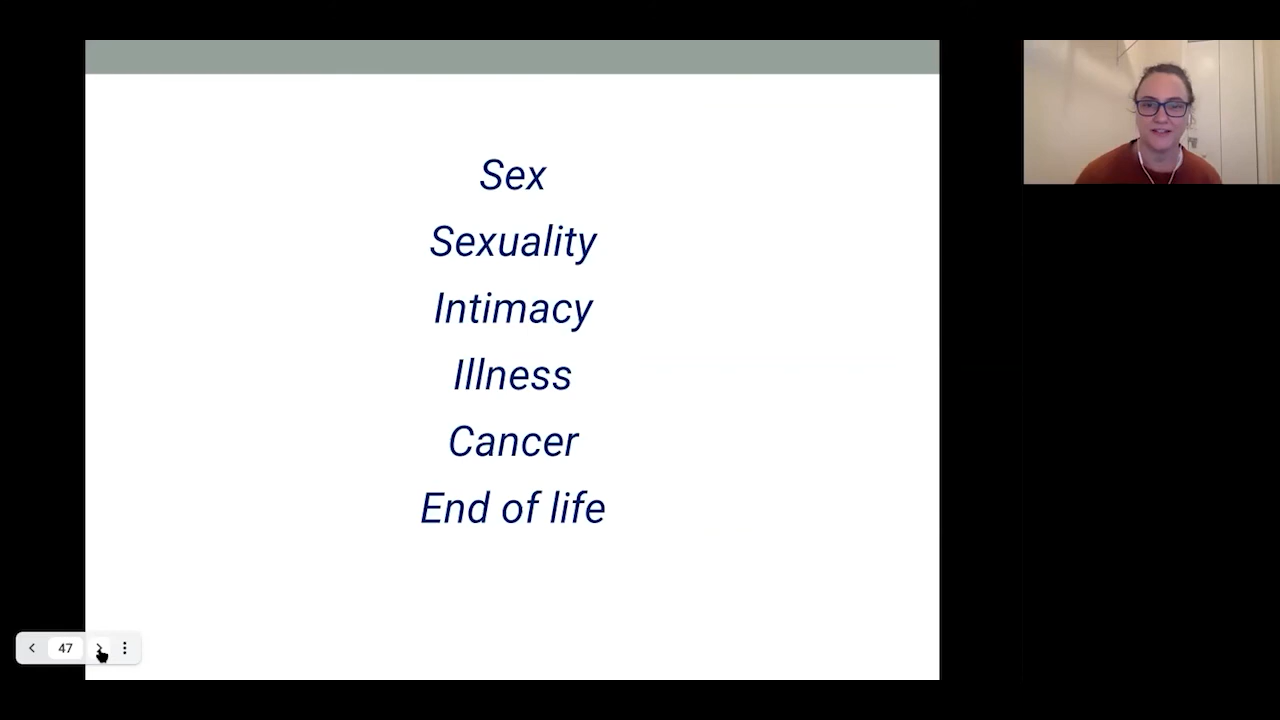 Sex
Sexuality
Intimacy
Illness
Cancer
End of life
47